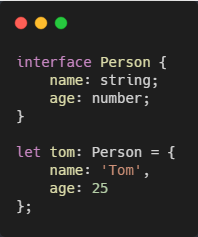 interface Person {
    name: string;
    age: number;
}

let tom: Person = {
    name: 'Tom',
    age: 25
};